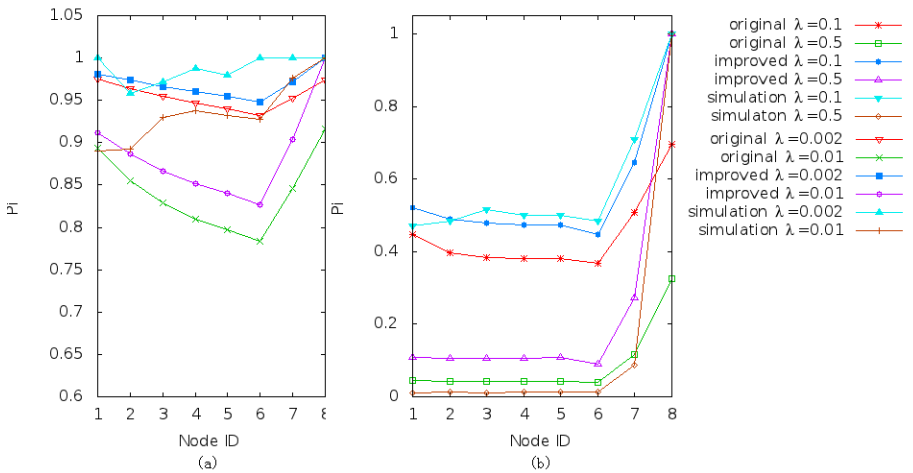 1.05
1
0.95
0.9
0.85
0.8
0.75
0.7
0.65
0.6
Pi
1 2 3 4 5 6 7 8
Node ID
(a)
1
0.8
0.6
0.4
0.2
0
Pi
1 2 3 4 5 6 7 8
Node ID
(b)
original λ=0.1
original λ=0.5
improved λ=0.1
improved λ=0.5
simulation λ=0.1
simulaton λ=0.5
original λ=0.002
original λ=0.01
improved λ=0.002
improved λ=0.01
simulation λ=0.002
simulation λ=0.01